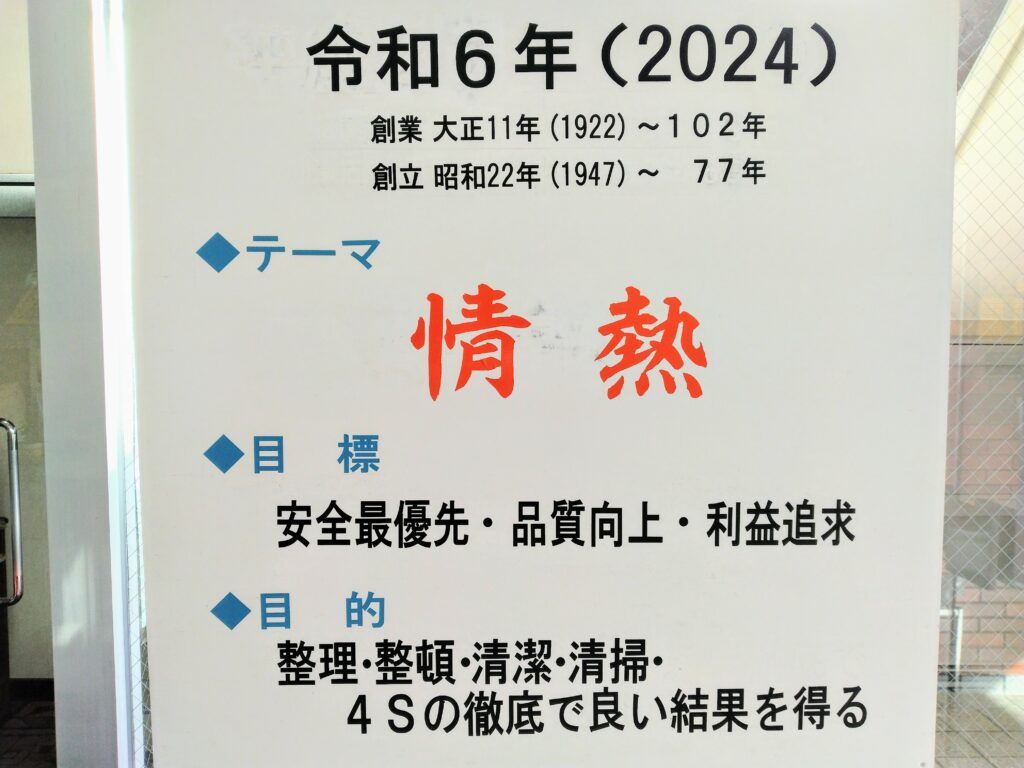 令和６年（2024）
創業 大正11年（1922）～１０２年
創立 昭和22年（1947）～　７７年
◆テーマ
情　熱
◆目　標
安全最優先・品質向上・利益追求
◆目　的
整理・整頓・清潔・清掃・
４Ｓの徹底で良い結果を得る